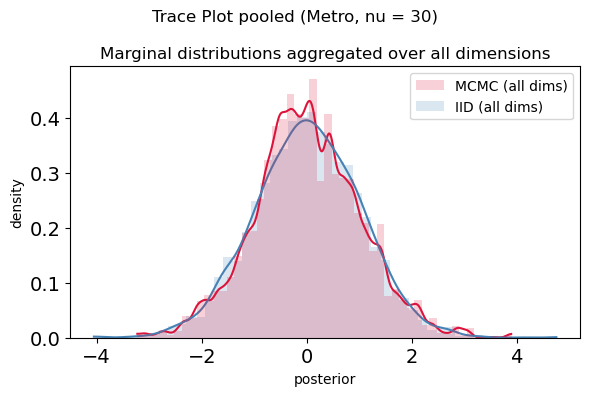 Trace Plot pooled (Metro, nu = 30)
Marginal distributions aggregated over all dimensions
MCMC (all dims)
IID (all dims)
density
0.4
0.3
0.2
0.1
0.0
−4
−2
0
2
4
posterior